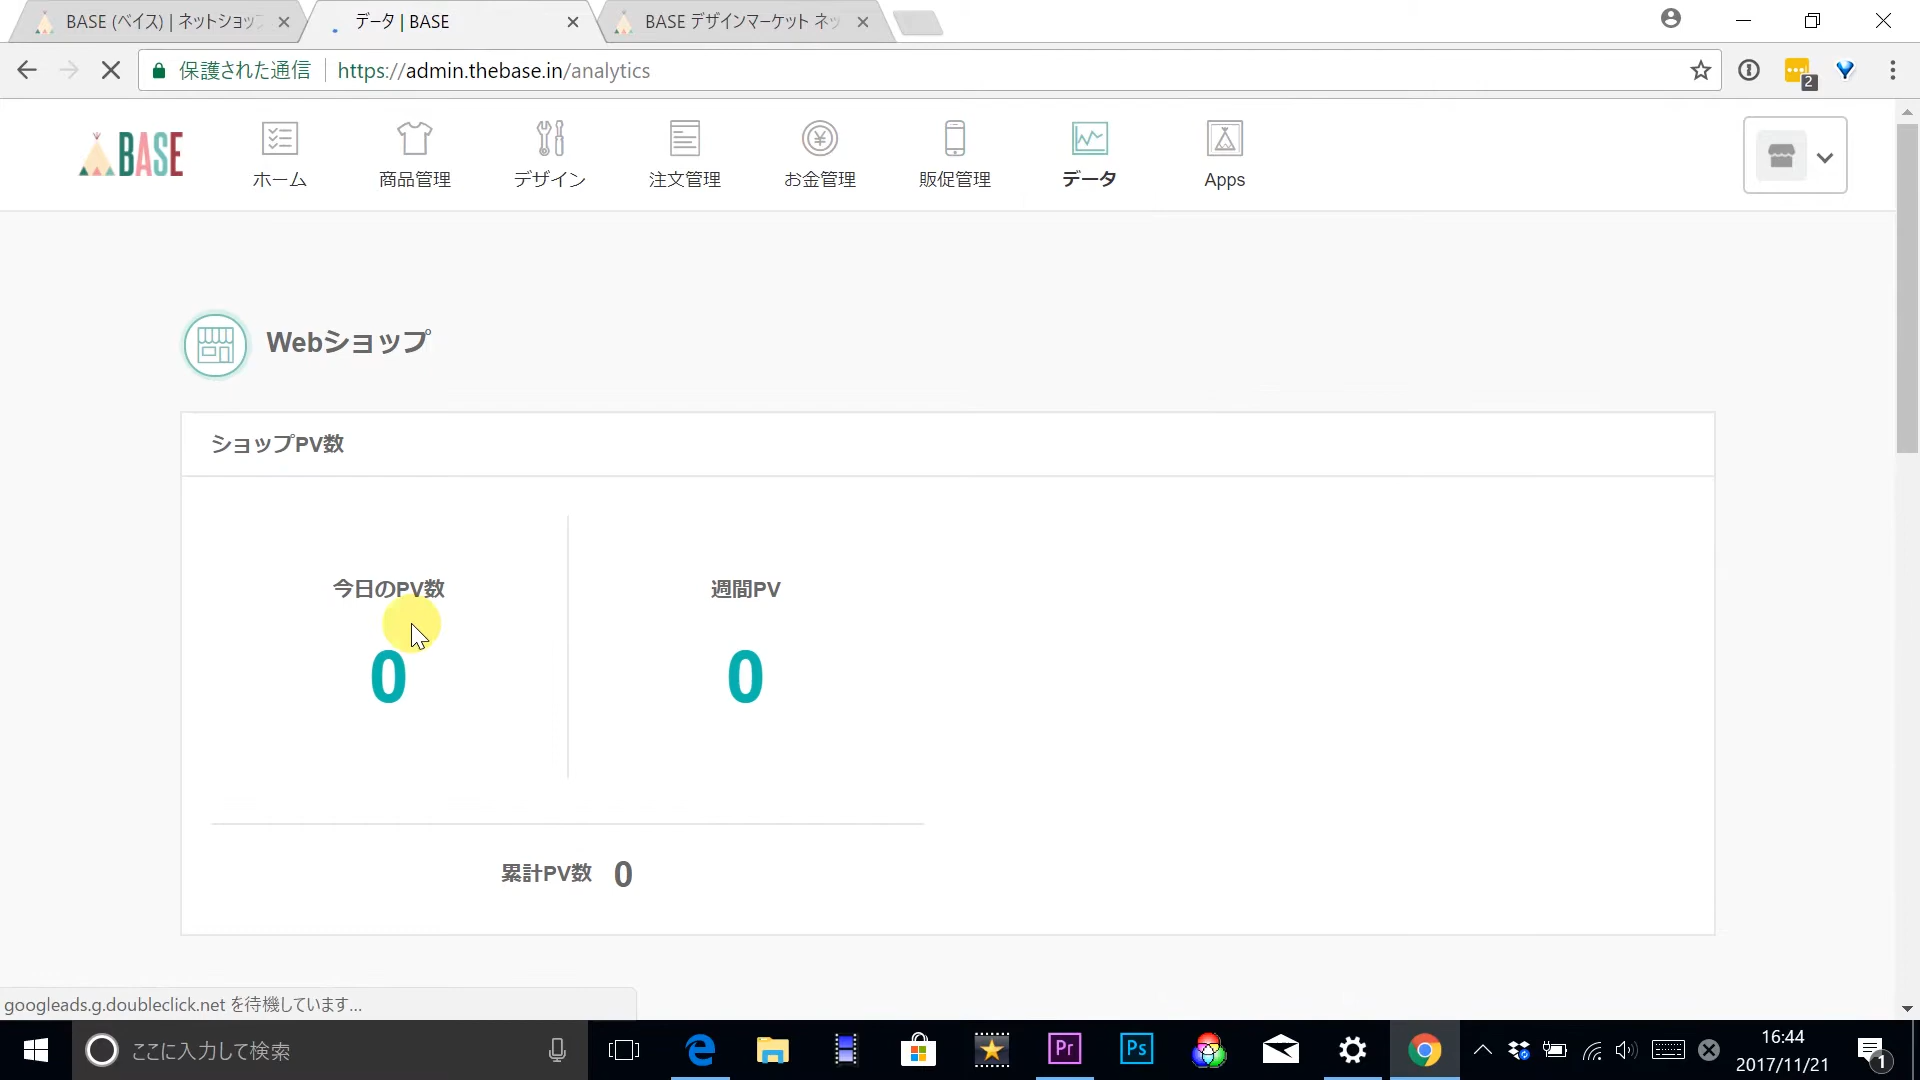 BASE (ベイス) | ネットショッ
データ | BASE
BASE デザインマーケット ネッ
保護された通信
https://admin.thebase.in/analytics
2
BASE
ホーム
商品管理
デザイン
注文管理
お金管理
販促管理
データ
Apps
Webショップ
ショップPV数
今日のPV数
週間PV
0
0
累計PV数 0
googleads.g.doubleclick.net を待機しています...
ここに入力して検索
Pr
Ps
16:44
2017/11/21
1